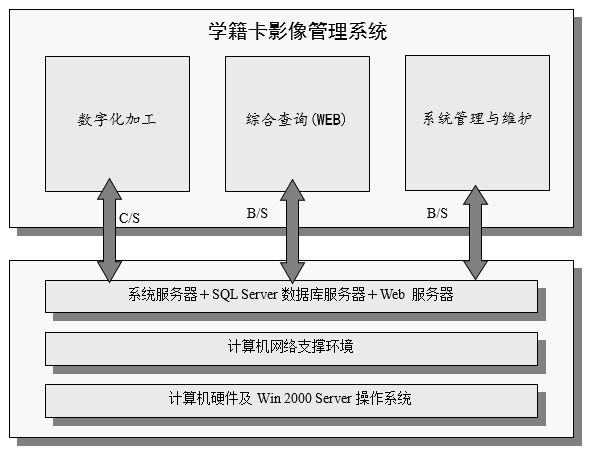 学籍卡影像管理系统
数字化加工
综合查询(WEB)
系统管理与维护
C/S
B/S
B/S
系统服务器＋SQL Server 数据库服务器＋Web 服务器
计算机网络支撑环境
计算机硬件及 Win 2000 Server 操作系统